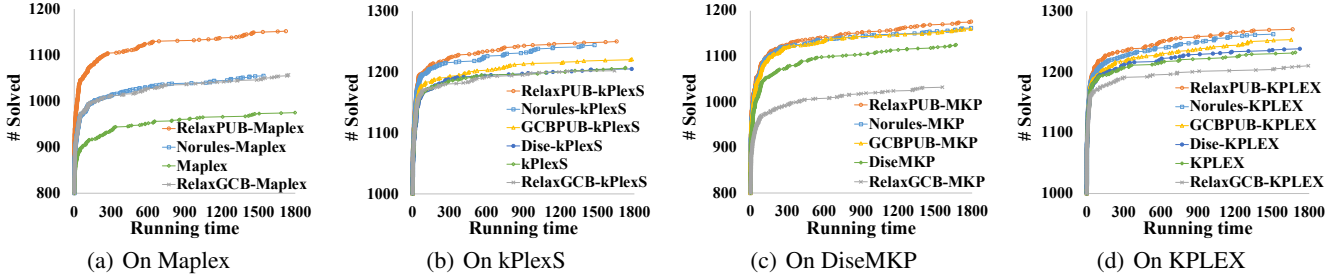 # Solved
1200
1100
1000
900
800
RelaxPUB-Maplex
Norules-Maplex
Maplex
RelaxGCB-Maplex
0 300 600 900 1200 1500 1800
Running time
(a) On Maplex
# Solved
1300
1200
1100
1000
RelaxPUB-kPlexS
Norules-kPlexS
GCBPUB-kPlexS
Dise-kPlexS
kPlexS
RelaxGCB-kPlexS
0 300 600 900 1200 1500 1800
Running time
(b) On kPlexS
# Solved
1200
1100
1000
900
800
RelaxPUB-MKP
Norules-MKP
GCBPUB-MKP
DiseMKP
RelaxGCB-MKP
0 300 600 900 1200 1500 1800
Running time
(c) On DiseMKP
# Solved
1300
1200
1100
1000
RelaxPUB-KPLEX
Norules-KPLEX
GCBPUB-KPLEX
Dise-KPLEX
KPLEX
RelaxGCB-KPLEX
0 300 600 900 1200 1500 1800
Running time
(d) On KPLEX